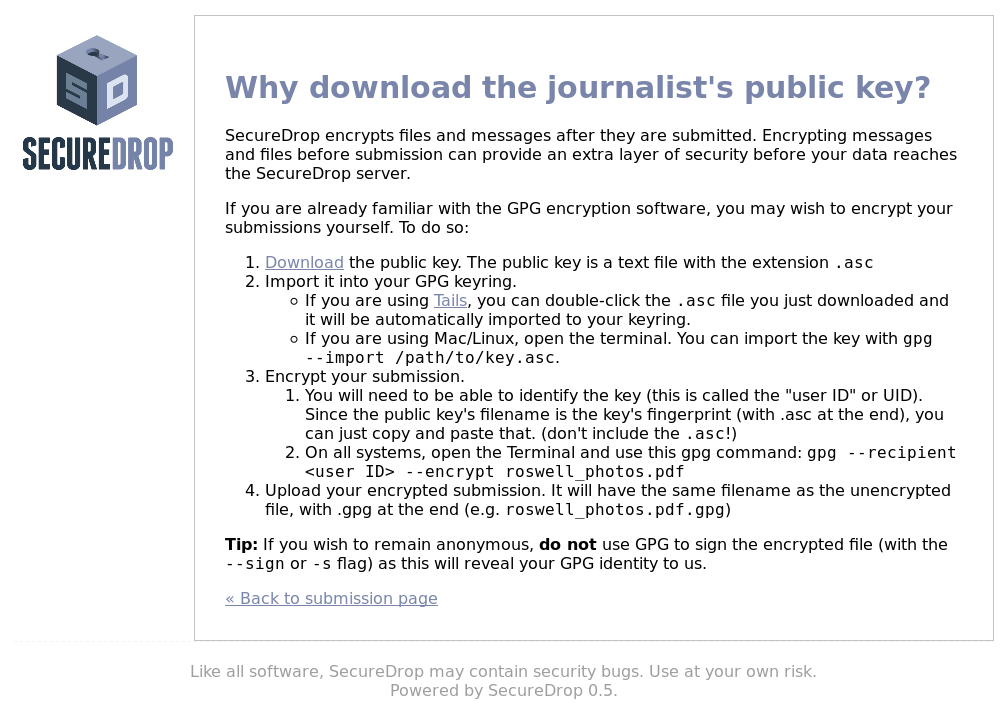 SD
SECUREDROP
Why download the journalist's public key?
SecureDrop encrypts files and messages after they are submitted. Encrypting messages
and files before submission can provide an extra layer of security before your data reaches
the SecureDrop server.
If you are already familiar with the GPG encryption software, you may wish to encrypt your
submissions yourself. To do so:
1. Download the public key. The public key is a text file with the extension .asc
2. Import it into your GPG keyring.
◦ If you are using Tails, you can double-click the .asc file you just downloaded and
it will be automatically imported to your keyring.
◦ If you are using Mac/Linux, open the terminal. You can import the key with gpg
--import /path/to/key.asc.
3. Encrypt your submission.
1. You will need to be able to identify the key (this is called the "user ID" or UID).
Since the public key's filename is the key's fingerprint (with .asc at the end), you
can just copy and paste that. (don't include the .asc!)
2. On all systems, open the Terminal and use this gpg command: gpg --recipient
<user ID> --encrypt roswell_photos.pdf
4. Upload your encrypted submission. It will have the same filename as the unencrypted
file, with .gpg at the end (e.g. roswell_photos.pdf.gpg)
Tip: If you wish to remain anonymous, do not use GPG to sign the encrypted file (with the
--sign or -s flag) as this will reveal your GPG identity to us.
« Back to submission page
Like all software, SecureDrop may contain security bugs. Use at your own risk.
Powered by SecureDrop 0.5.